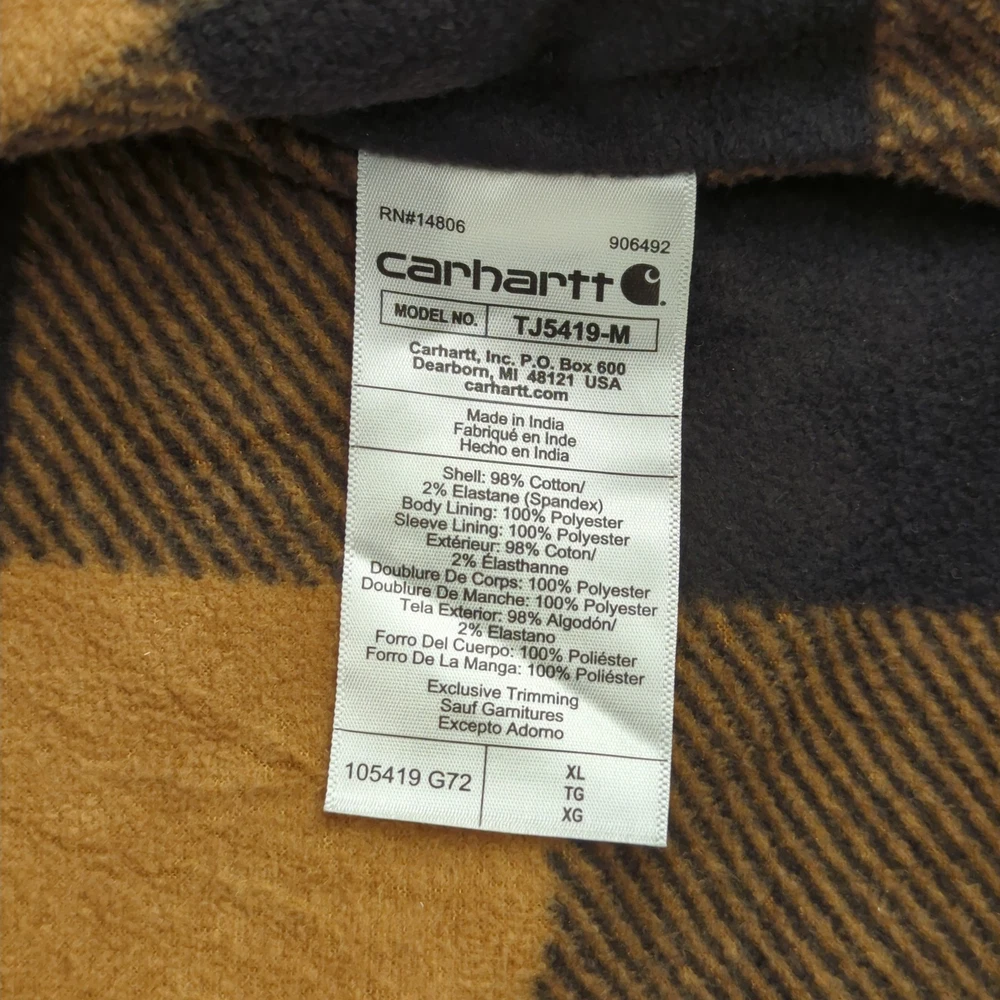 RN#14806
906492
carhartt
MODEL NO. TJ5419-M
Carhartt, Inc. P.O. Box 600
Dearborn, MI 48121 USA
carhartt.com
Made in India
Fabriqué en Inde
Hecho en India
Shell: 98% Cotton/
2% Elastane (Spandex)
Body Lining: 100% Polyester
Sleeve Lining: 100% Polyester
Extérieur: 98% Coton/
2% Élasthanne
Doublure De Corps: 100% Polyester
Doublure De Manche: 100% Polyester
Tela Exterior: 98% Algodón/
2% Elastano
Forro Del Cuerpo: 100% Poliéster
Forro De La Manga: 100% Poliéster
Exclusive Trimming
Sauf Garnitures
Excepto Adorno
105419 G72
XL
TG
XG